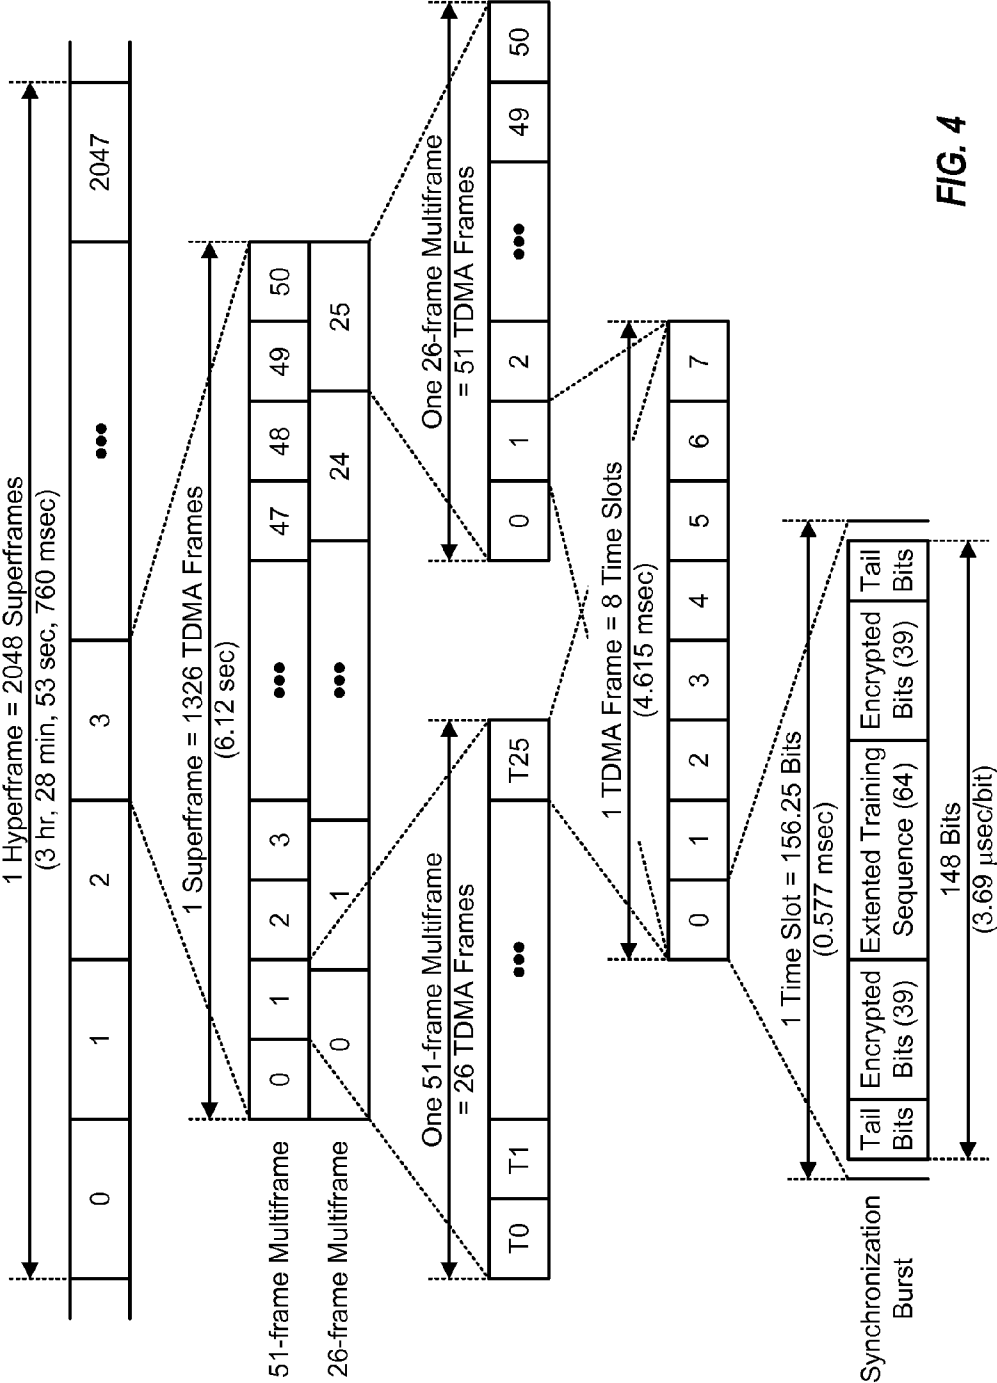 1 Hyperframe = 2048 Superframes
(3 hr, 28 min, 53 sec, 760 msec)
0 1 2 3 ••• 2047
1 Superframe = 1326 TDMA Frames
(6.12 sec)
51-frame Multiframe 0 1 2 3 ••• 47 48 49 50
26-frame Multiframe 0 1 ••• 24 25
One 51-frame Multiframe
= 26 TDMA Frames
T0 T1 ••• T25
One 26-frame Multiframe
= 51 TDMA Frames
0 1 2 ••• 49 50
1 TDMA Frame = 8 Time Slots
(4.615 msec)
0 1 2 3 4 5 6 7
1 Time Slot = 156.25 Bits
(0.577 msec)
Synchronization
Burst
Tail
Bits
Encrypted
Bits (39)
Extented Training
Sequence (64)
Encrypted
Bits (39)
Tail
Bits
148 Bits
(3.69 μsec/bit)
FIG. 4